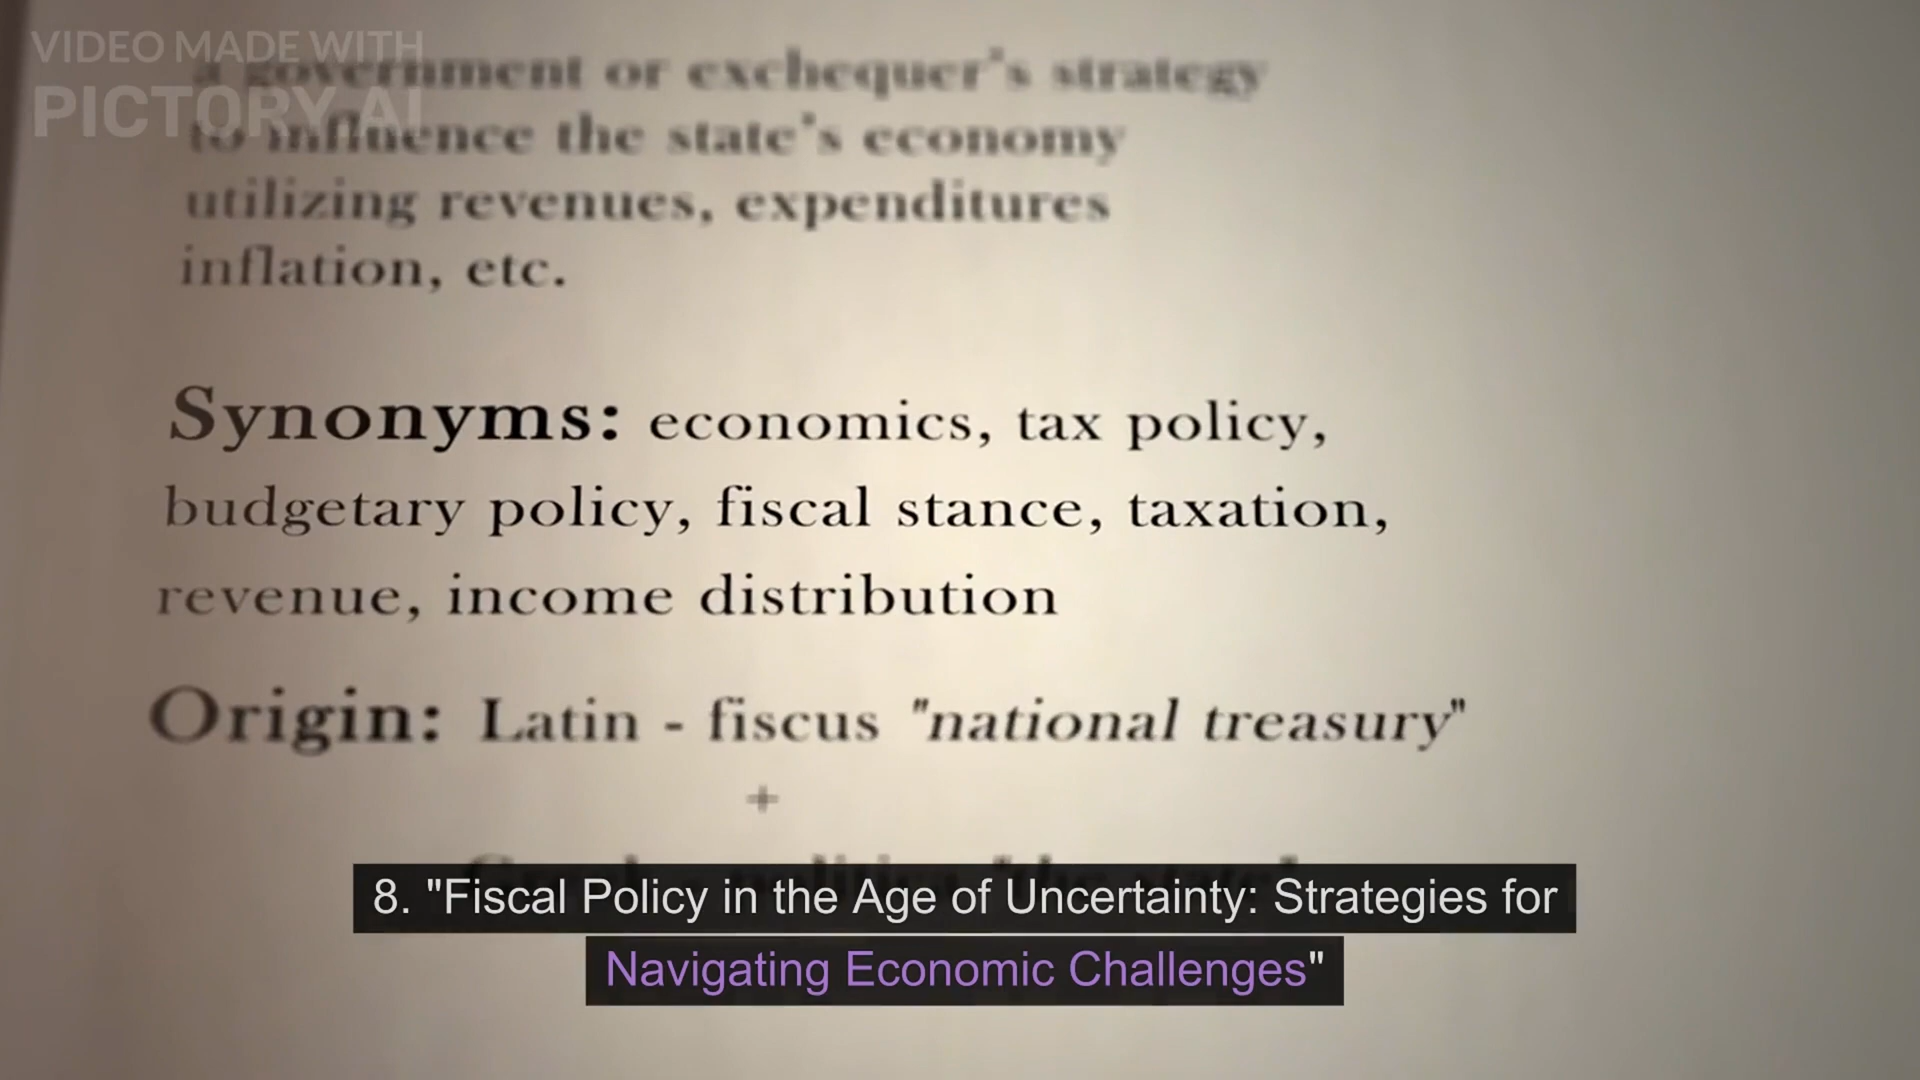 VIDEO MADE WITH
PICTORY.AI
a government or exchequer's strategy
to influence the state's economy
utilizing revenues, expenditures
inflation, etc.
Synonyms: economics, tax policy,
budgetary policy, fiscal stance, taxation,
revenue, income distribution
Origin: Latin - fiscus "national treasury"
+
8. "Fiscal Policy in the Age of Uncertainty: Strategies for
Navigating Economic Challenges"